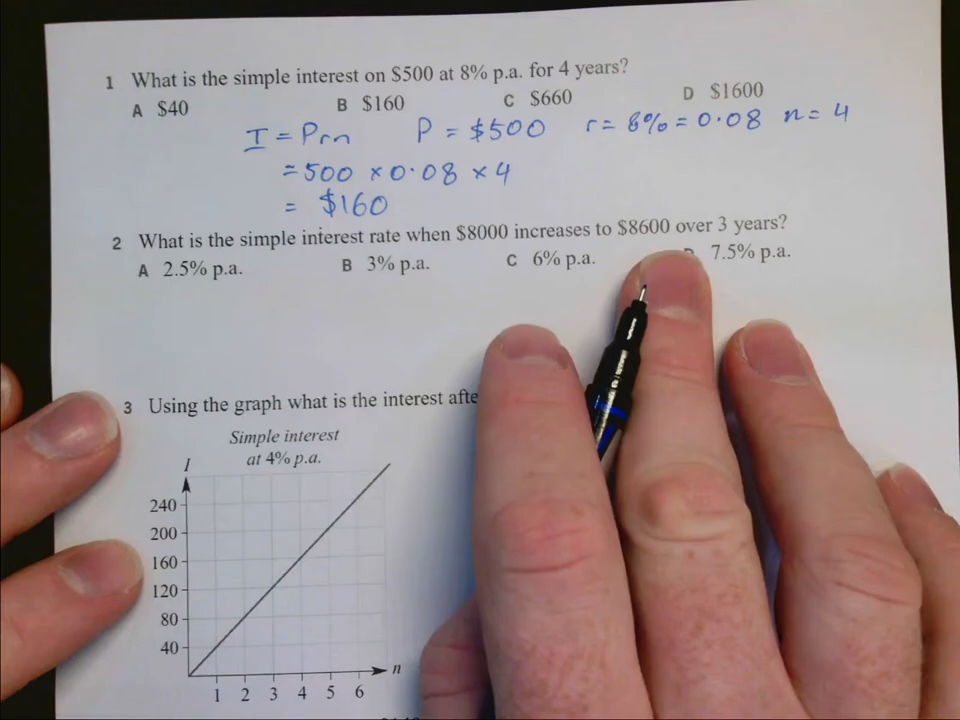 1 What is the simple interest on $500 at 8% p.a. for 4 years?
A $40 B $160 C $660 D $1600
I = Prn P = $500 r = 8% = 0.08 n = 4
= 500 × 0.08 × 4
= $160
2 What is the simple interest rate when $8000 increases to $8600 over 3 years?
A 2.5% p.a. B 3% p.a. C 6% p.a. 7.5% p.a.
3 Using the graph what is the interest afte
Simple interest
at 4% p.a.
I
240
200
160
120
80
40
n
1 2 3 4 5 6